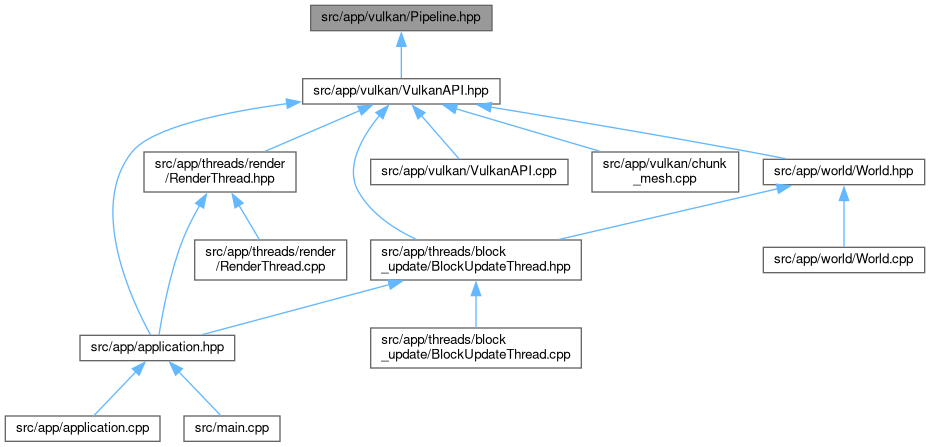 src/app/vulkan/Pipeline.hpp
src/app/vulkan/VulkanAPI.hpp
src/app/threads/render
/RenderThread.hpp
src/app/vulkan/VulkanAPI.cpp
src/app/vulkan/chunk
_mesh.cpp
src/app/world/World.hpp
src/app/threads/render
/RenderThread.cpp
src/app/threads/block
_update/BlockUpdateThread.hpp
src/app/world/World.cpp
src/app/application.hpp
src/app/threads/block
_update/BlockUpdateThread.cpp
src/app/application.cpp
src/main.cpp